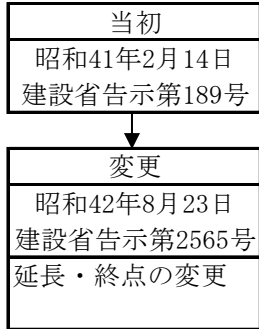 当初
昭和41年2月14日
建設省告示第189号
変更
昭和42年8月23日
建設省告示第2565号
延長・終点の変更